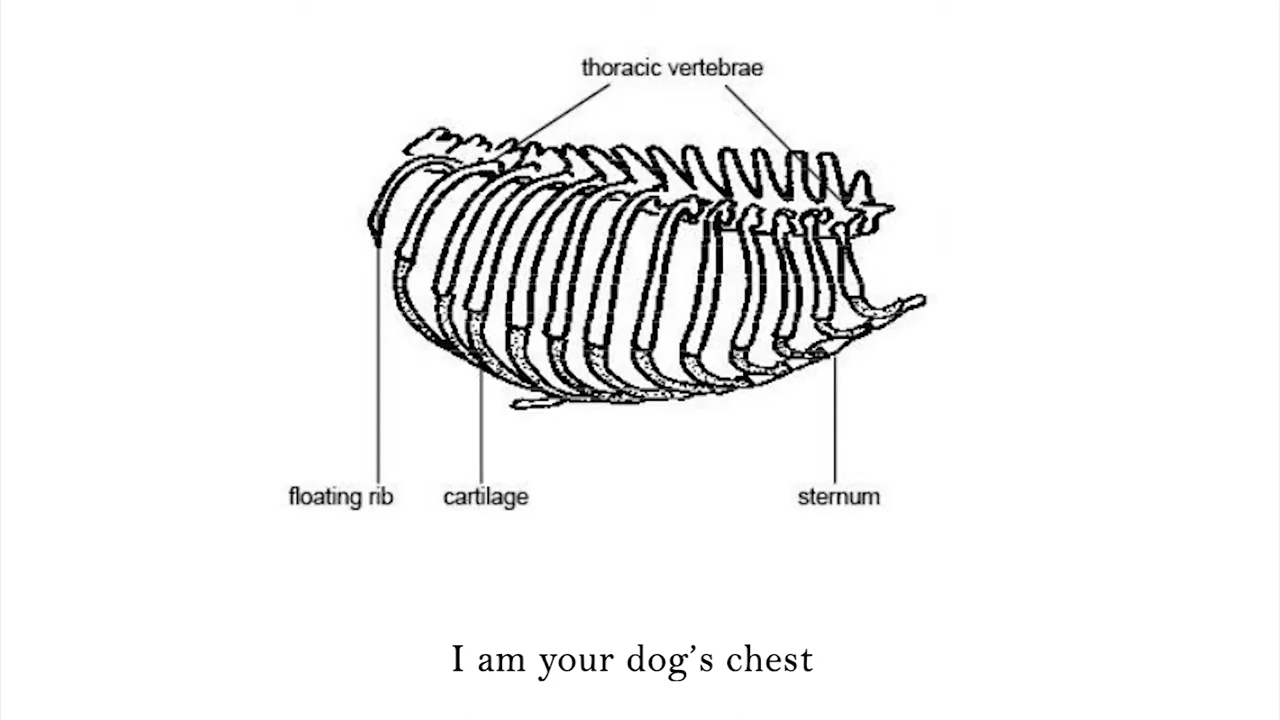 thoracic vertebrae
floating rib cartilage sternum
I am your dog’s chest